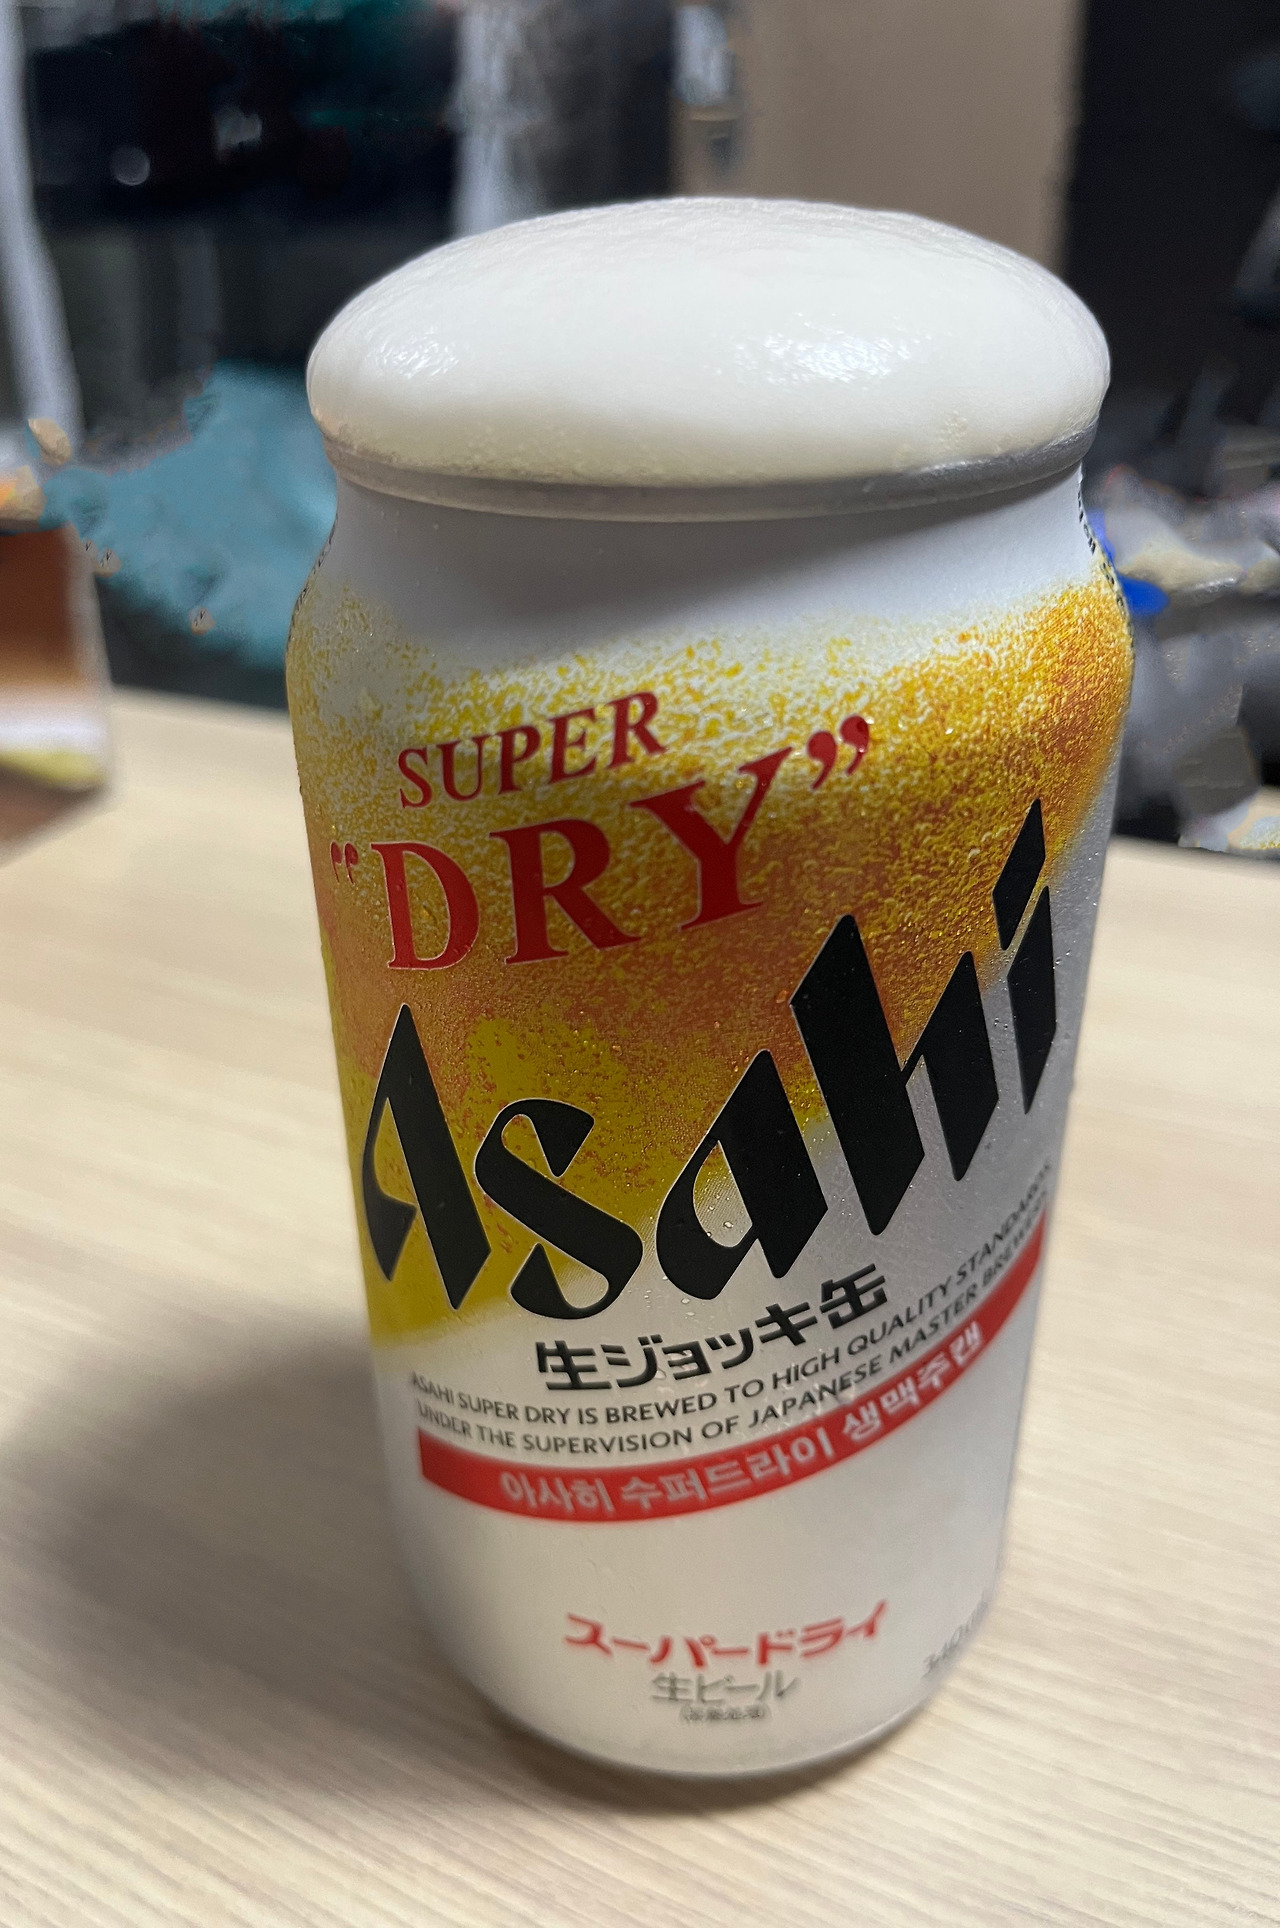 SUPER
"DRY"
Asahi
生ジョッキ缶
ASAHI SUPER DRY IS BREWED TO HIGH QUALITY STANDARDS
UNDER THE SUPERVISION OF JAPANESE MASTER BREWERS
아사히 수퍼드라이 생맥주캔
スーパードライ
生ビール